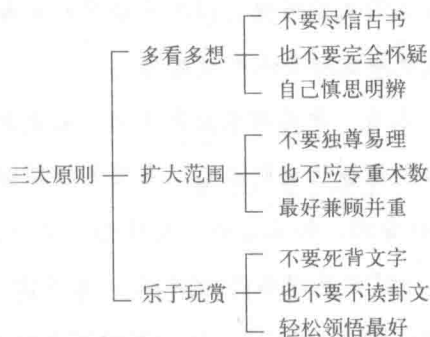 不要尽信古书
多看多想
也不要完全怀疑
自己慎思明辨
不要独尊易理
三大原则
扩大范围
也不应专重术数
最好兼顾并重
不要死背文字
乐于玩赏
也不要不读卦文
轻松领悟最好